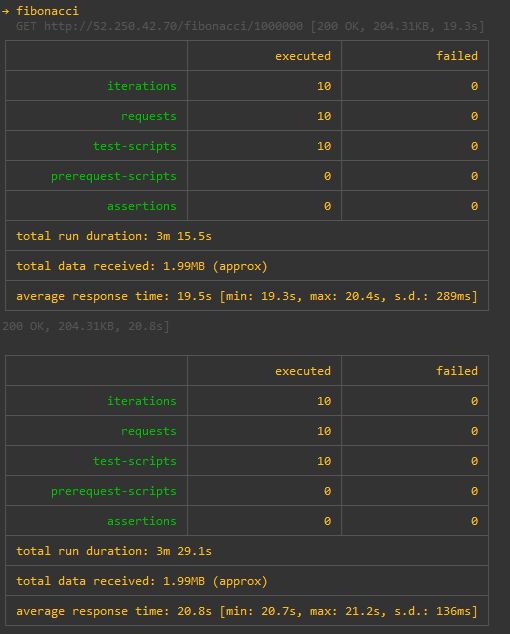 → fibonacci
GET http://52.250.42.70/fibonacci/1000000 [200 OK, 204.31KB, 19.3s]
executed failed
iterations 10 0
requests 10 0
test-scripts 10 0
prerequest-scripts 0 0
assertions 0 0
total run duration: 3m 15.5s
total data received: 1.99MB (approx)
average response time: 19.5s [min: 19.3s, max: 20.4s, s.d.: 289ms]
200 OK, 204.31KB, 20.8s]
executed failed
iterations 10 0
requests 10 0
test-scripts 10 0
prerequest-scripts 0 0
assertions 0 0
total run duration: 3m 29.1s
total data received: 1.99MB (approx)
average response time: 20.8s [min: 20.7s, max: 21.2s, s.d.: 136ms]